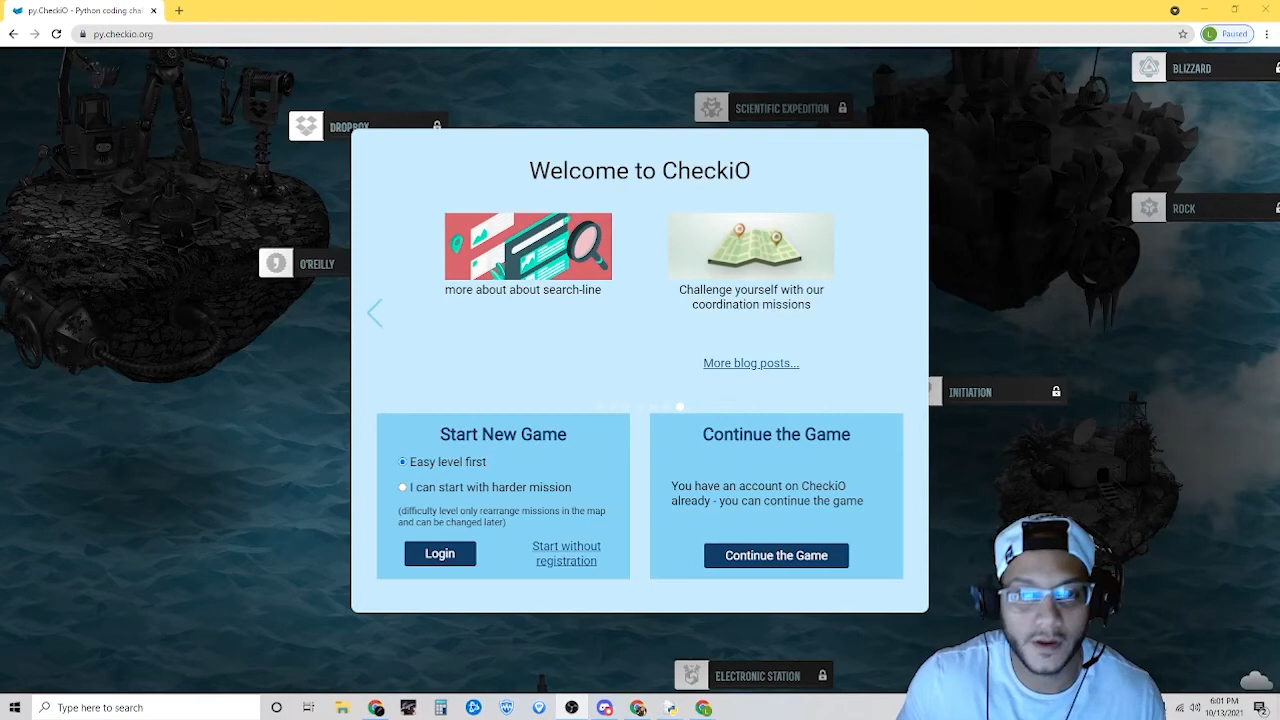 py.CheckiO - Python coding chal
py.checkio.org
Paused
BLIZZARD
SCIENTIFIC EXPEDITION
DROPBOX
Welcome to CheckiO
ROCK
O'REILLY
more about about search-line
Challenge yourself with our
coordination missions
More blog posts...
INITIATION
Start New Game
Easy level first
I can start with harder mission
(difficulty level only rearrange missions in the map
and can be changed later)
Login
Start without
registration
Continue the Game
You have an account on CheckiO
already - you can continue the game
Continue the Game
ELECTRONIC STATION
Type here to search
6:01 PM
10/13/2021